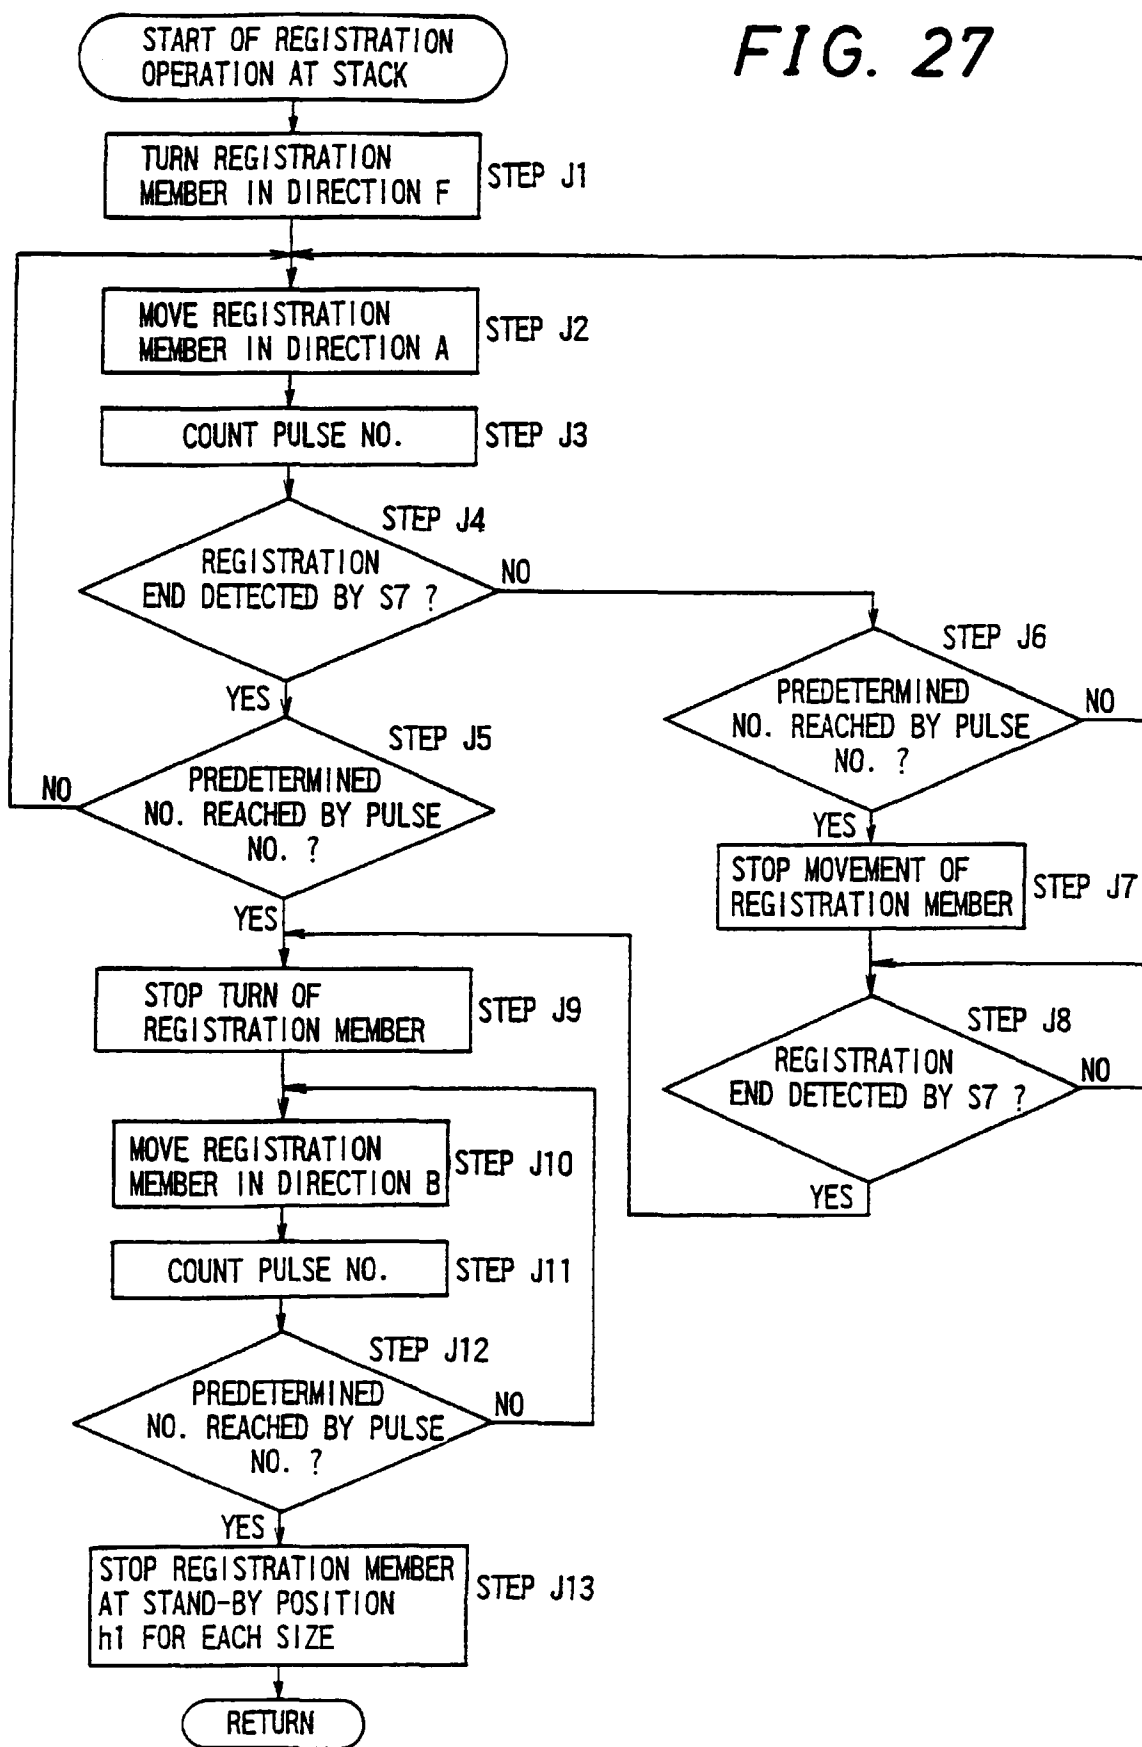 FIG. 27
START OF REGISTRATION
OPERATION AT STACK
TURN REGISTRATION
MEMBER IN DIRECTION F
STEP J1
MOVE REGISTRATION
MEMBER IN DIRECTION A
STEP J2
COUNT PULSE NO.
STEP J3
STEP J4
REGISTRATION
END DETECTED BY S7 ?
NO
YES
STEP J5
PREDETERMINED
NO. REACHED BY PULSE
NO. ?
NO
YES
STEP J6
PREDETERMINED
NO. REACHED BY PULSE
NO. ?
NO
YES
STOP MOVEMENT OF
REGISTRATION MEMBER
STEP J7
STEP J8
REGISTRATION
END DETECTED BY S7 ?
NO
YES
STOP TURN OF
REGISTRATION MEMBER
STEP J9
MOVE REGISTRATION
MEMBER IN DIRECTION B
STEP J10
COUNT PULSE NO.
STEP J11
STEP J12
PREDETERMINED
NO. REACHED BY PULSE
NO. ?
NO
YES
STOP REGISTRATION MEMBER
AT STAND-BY POSITION
h1 FOR EACH SIZE
STEP J13
RETURN